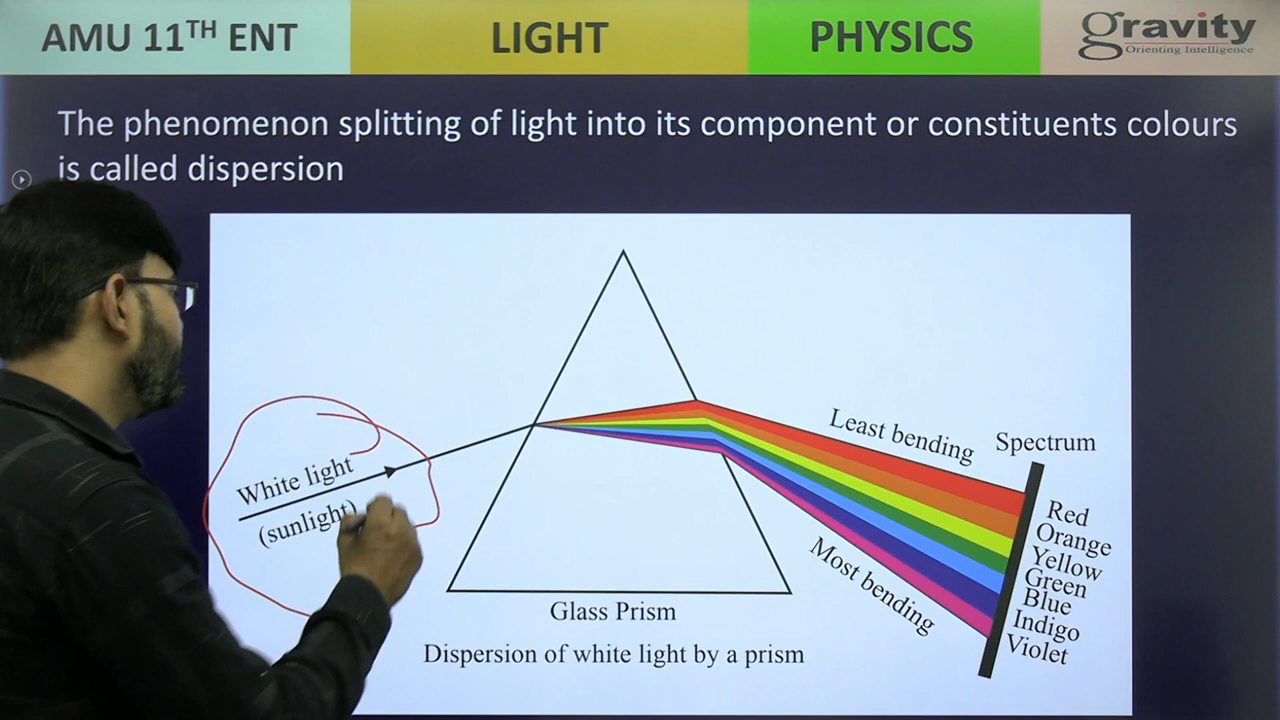 AMU 11TH ENT
LIGHT
PHYSICS
gravity
Orienting Intelligence
The phenomenon splitting of light into its component or constituents colours
is called dispersion
White light
(sunlight)
Least bending
Most bending
Spectrum
Red
Orange
Yellow
Green
Blue
Indigo
Violet
Glass Prism
Dispersion of white light by a prism